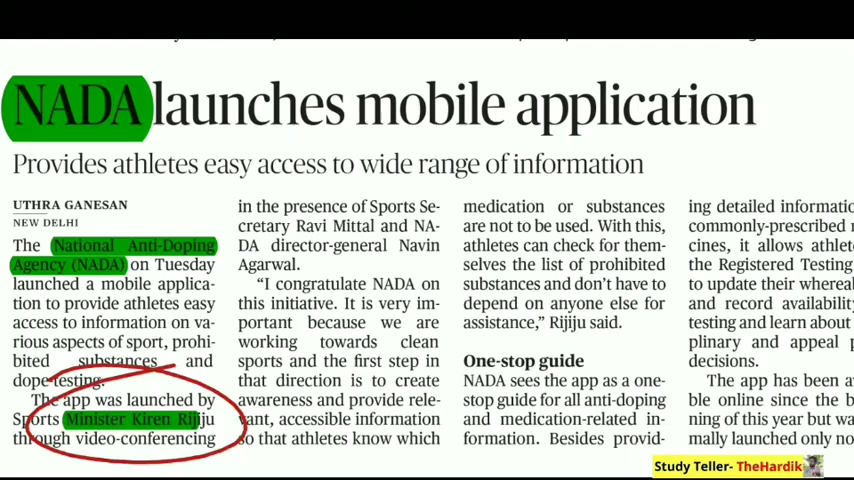 NADA launches mobile application
Provides athletes easy access to wide range of information
UTHRA GANESAN
NEW DELHI
The National Anti-Doping
Agency (NADA) on Tuesday
launched a mobile applica-
tion to provide athletes easy
access to information on va-
rious aspects of sport, prohi-
bited substances and
dope-testing.
The app was launched by
Sports Minister Kiren Rijiju
through video-conferencing
in the presence of Sports Se-
cretary Ravi Mittal and NA-
DA director-general Navin
Agarwal.
“I congratulate NADA on
this initiative. It is very im-
portant because we are
working towards clean
sports and the first step in
that direction is to create
awareness and provide rele-
vant, accessible information
so that athletes know which
medication or substances
are not to be used. With this,
athletes can check for them-
selves the list of prohibited
substances and don’t have to
depend on anyone else for
assistance,” Rijiju said.
One-stop guide
NADA sees the app as a one-
stop guide for all anti-doping
and medication-related in-
formation. Besides provid-
ing detailed informatio
commonly-prescribed
cines, it allows athlet
the Registered Testing
to update their whereal
and record availability
testing and learn about
plinary and appeal p
decisions.
The app has been av
ble online since the b
ning of this year but wa
mally launched only no
Study Teller- TheHardik